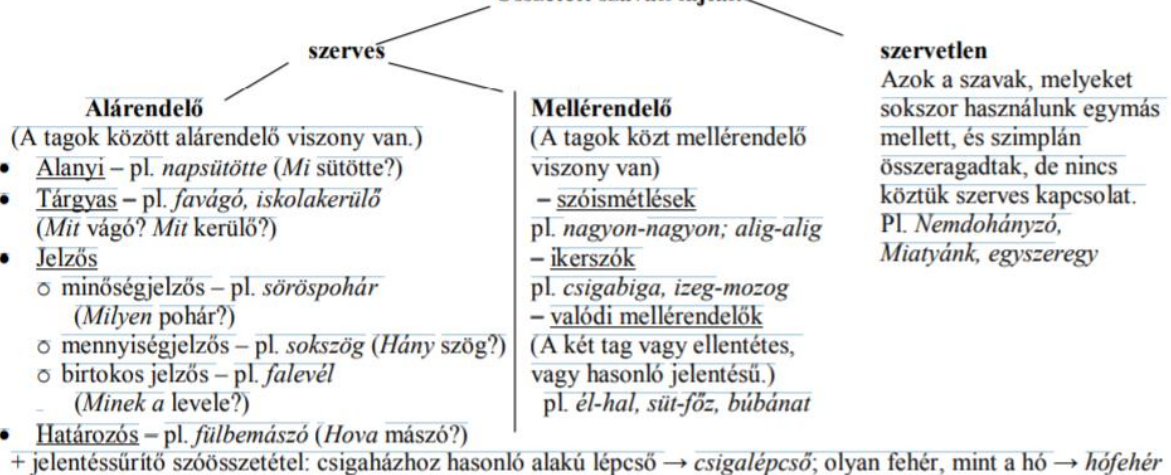 szerves
szervetlen
Azok a szavak, melyeket
sokszor használunk egymás
mellett, és szimplán
összeragadtak, de nincs
köztük szerves kapcsolat.
Pl. Nemdohányzó,
Miatyánk, egyszeregy
Alárendelő
(A tagok között alárendelő viszony van.)
• Alanyi – pl. napsütötte (Mi sütötte?)
• Tárgyas – pl. favágó, iskolakerülő
(Mit vágó? Mit kerülő?)
• Jelzős
o minőségjelzős – pl. söröspohár
(Milyen pohár?)
o mennyiségjelzős – pl. sokszög (Hány szög?)
o birtokos jelzős – pl. falevél
(Minek a levele?)
• Határozós – pl. fülbemászó (Hova mászó?)
Mellérendelő
(A tagok közt mellérendelő
viszony van)
– szóismétlések
pl. nagyon-nagyon; alig-alig
– ikerszók
pl. csigabiga, izeg-mozog
– valódi mellérendelők
(A két tag vagy ellentétes,
vagy hasonló jelentésű.)
pl. él-hal, süt-főz, búbánat
+ jelentéssűrítő szóösszetétel: csigaházhoz hasonló alakú lépcső → csigalépcső; olyan fehér, mint a hó → hófehér